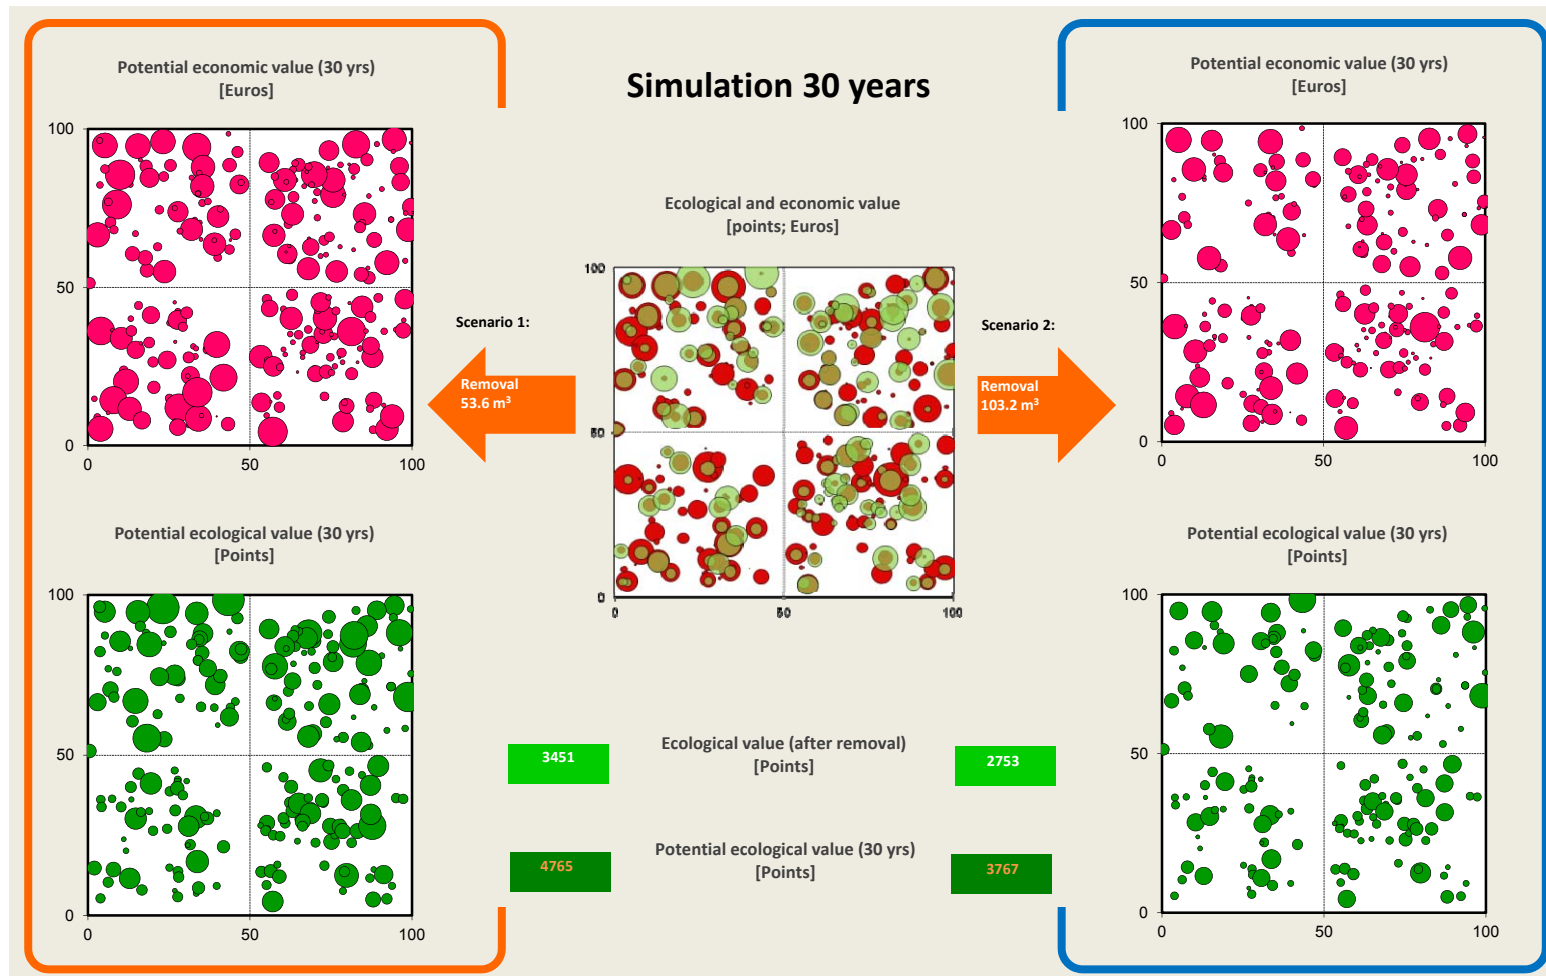 Simulation 30 years
Potential economic value (30 yrs)
[Euros]
100
50
0
0
50
100
Potential ecological value (30 yrs)
[Points]
100
50
0
0
50
100
Scenario 1:
Removal
53.6 m³
Ecological and economic value
[points; Euros]
100
50
0
0
50
100
Scenario 2:
Removal
103.2 m³
3451
Ecological value (after removal)
[Points]
2753
4765
Potential ecological value (30 yrs)
[Points]
3767
Potential economic value (30 yrs)
[Euros]
100
50
0
0
50
100
Potential ecological value (30 yrs)
[Points]
100
50
0
0
50
100